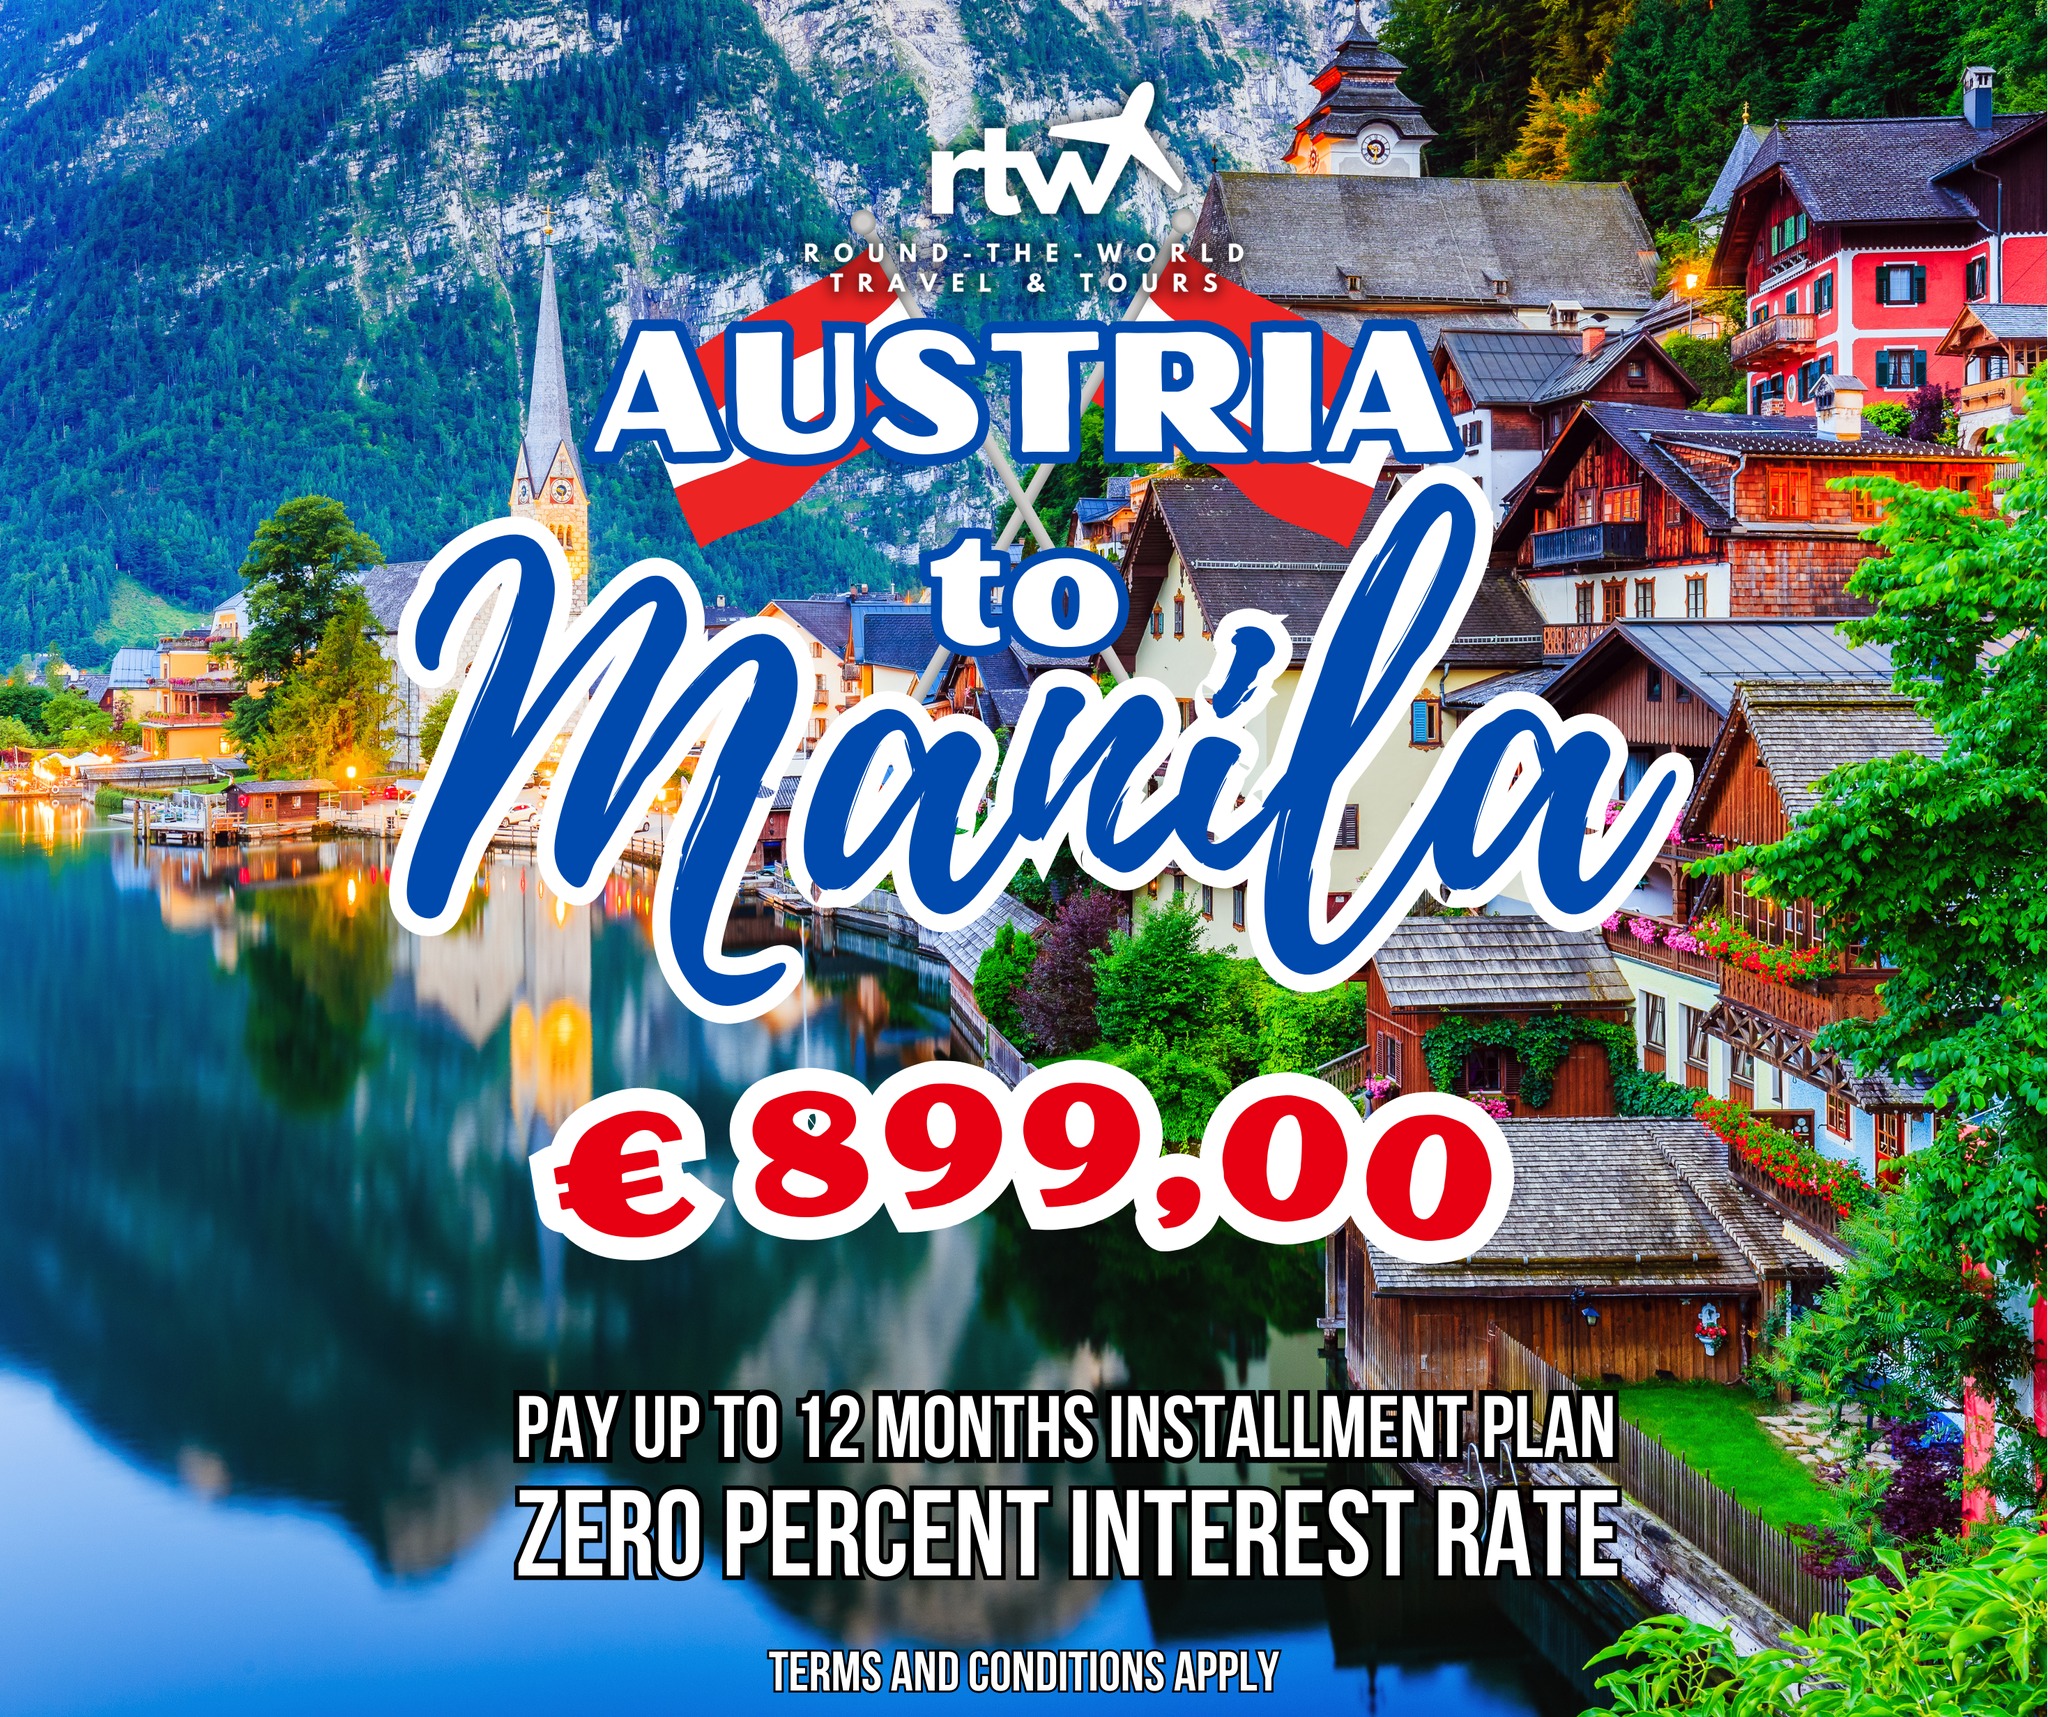 rtw
ROUND-THE-WORLD
TRAVEL & TOURS
AUSTRIA
to
Manila
€ 899,00
PAY UP TO 12 MONTHS INSTALLMENT PLAN
ZERO PERCENT INTEREST RATE
TERMS AND CONDITIONS APPLY